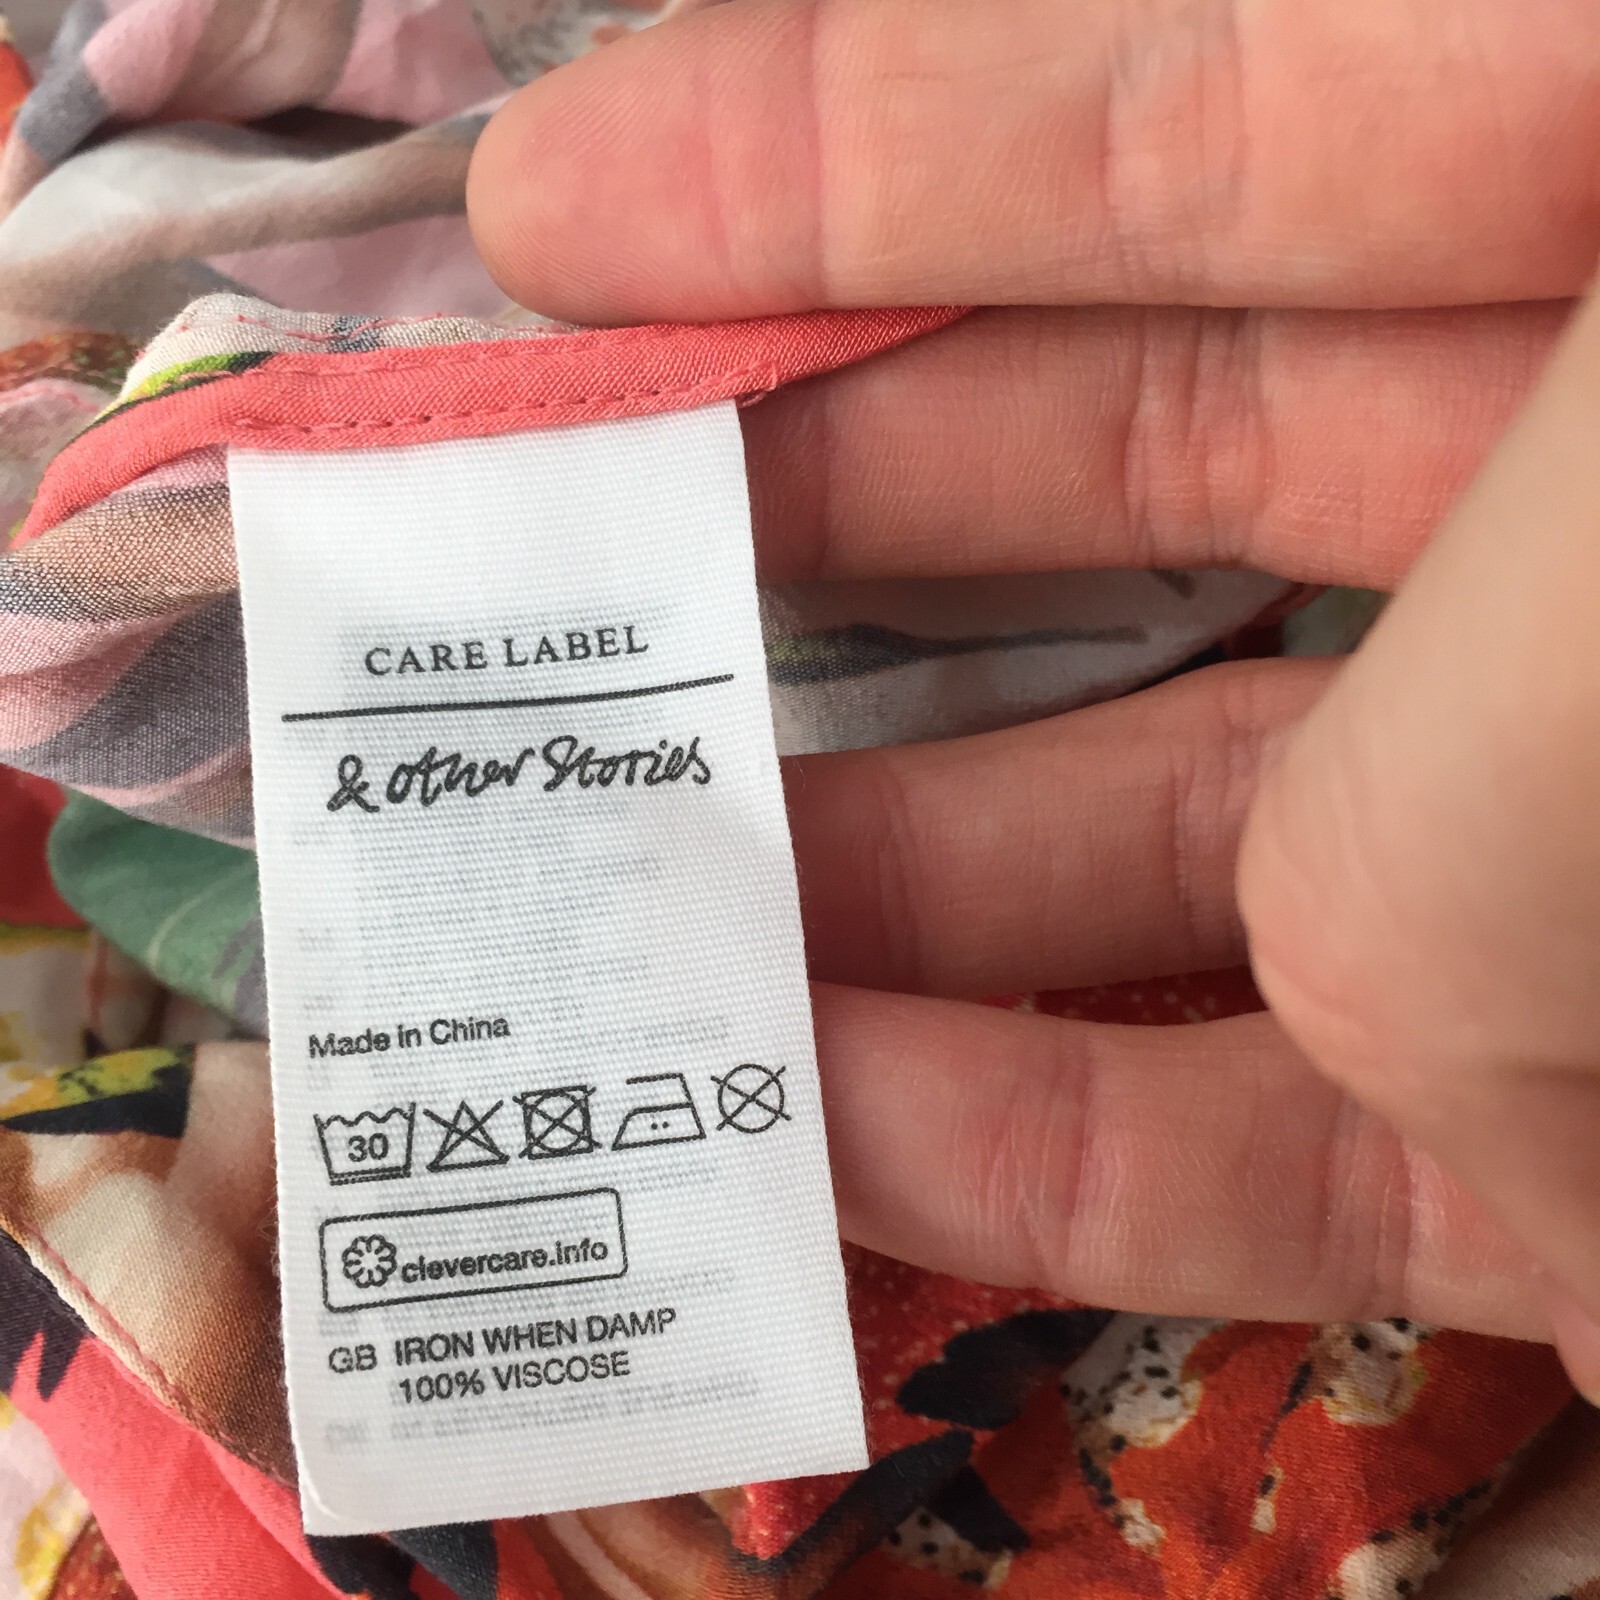 CARE LABEL
& other Stories
Made in China
30
clevercare.info
GB IRON WHEN DAMP
100% VISCOSE